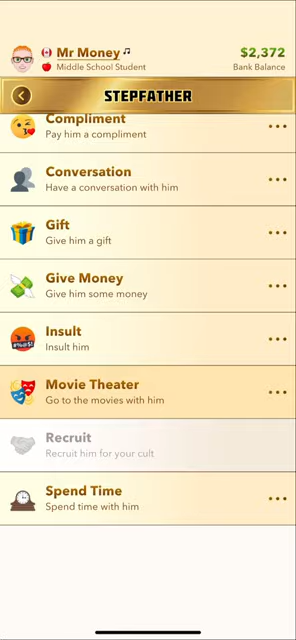 Mr Money
$2,372
Middle School Student
Bank Balance
STEPFATHER
Compliment
Pay him a compliment
Conversation
Have a conversation with him
Gift
Give him a gift
Give Money
Give him some money
#%@$!
Insult
Insult him
Movie Theater
Go to the movies with him
Recruit
Recruit him for your cult
Spend Time
Spend time with him